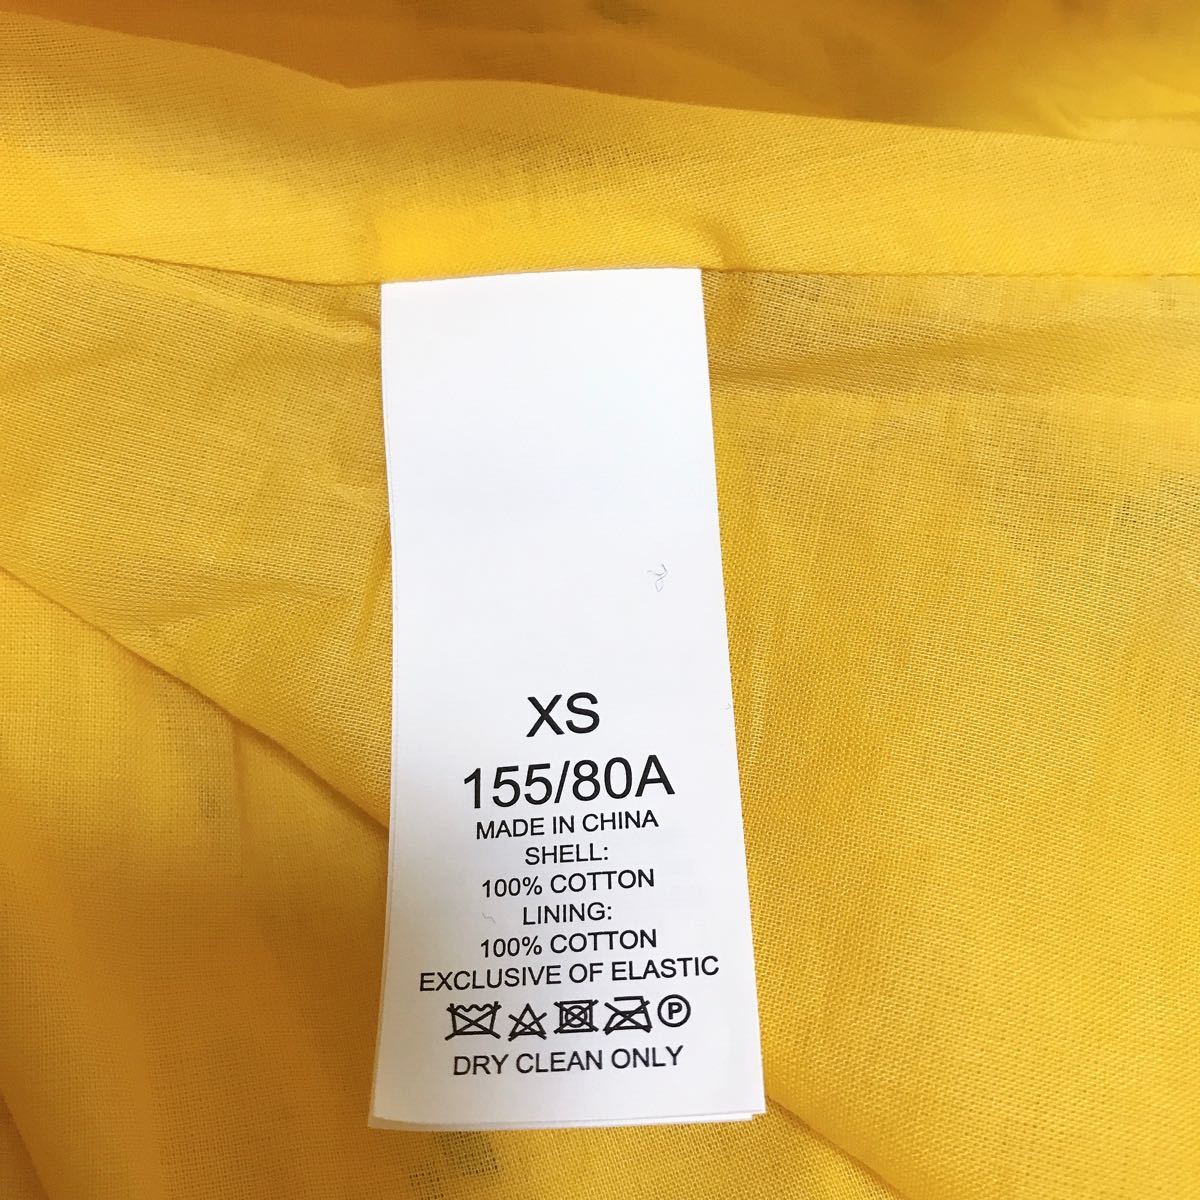 XS
155/80A
MADE IN CHINA
SHELL:
100% COTTON
LINING:
100% COTTON
EXCLUSIVE OF ELASTIC
P
DRY CLEAN ONLY